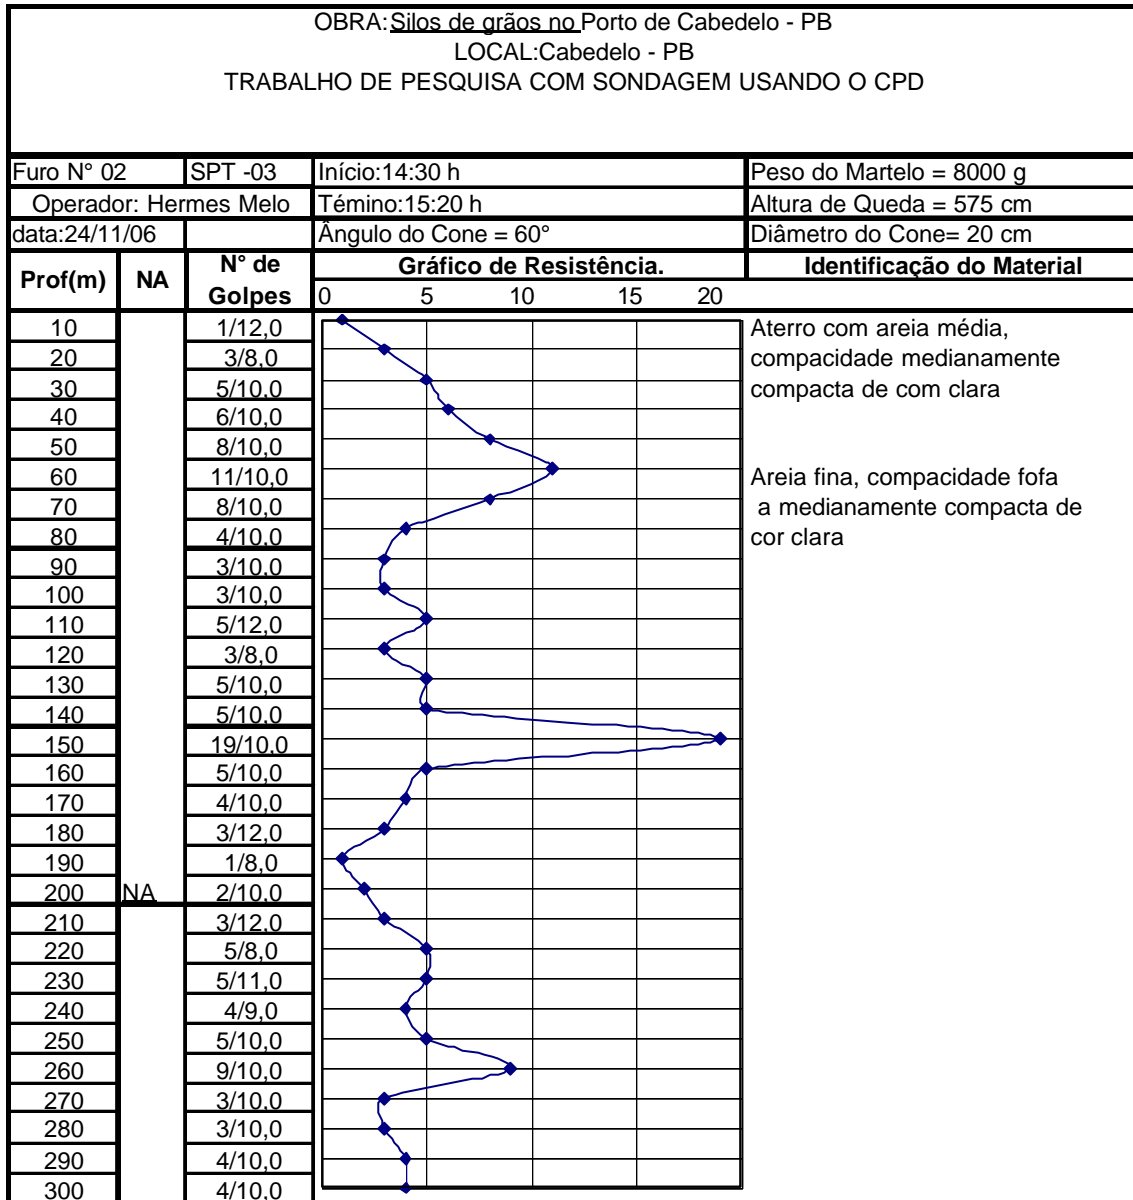 OBRA:Silos de grãos no Porto de Cabedelo - PB
LOCAL:Cabedelo - PB
TRABALHO DE PESQUISA COM SONDAGEM USANDO O CPD
Furo N° 02 SPT -03 Início:14:30 h Peso do Martelo = 8000 g
Operador: Hermes Melo Témino:15:20 h Altura de Queda = 575 cm
data:24/11/06 Ângulo do Cone = 60° Diâmetro do Cone= 20 cm
Prof(m) NA N° de Golpes Gráfico de Resistência. Identificação do Material
0 5 10 15 20
10 1/12,0 Aterro com areia média,
20 3/8,0 compacidade medianamente
30 5/10,0 compacta de com clara
40 6/10,0
50 8/10,0
60 11/10,0 Areia fina, compacidade fofa
70 8/10,0 a medianamente compacta de
80 4/10,0 cor clara
90 3/10,0
100 3/10,0
110 5/12,0
120 3/8,0
130 5/10,0
140 5/10,0
150 19/10,0
160 5/10,0
170 4/10,0
180 3/12,0
190 1/8,0
200 NA 2/10,0
210 3/12,0
220 5/8,0
230 5/11,0
240 4/9,0
250 5/10,0
260 9/10,0
270 3/10,0
280 3/10,0
290 4/10,0
300 4/10,0